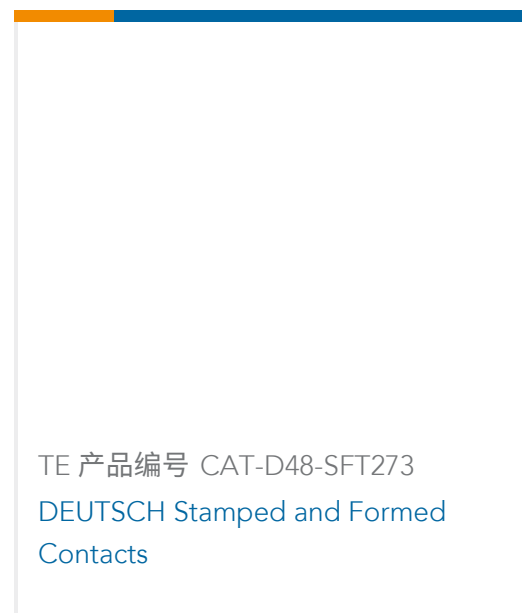 TE 产品编号 CAT-D48-SFT273
DEUTSCH Stamped and Formed
Contacts